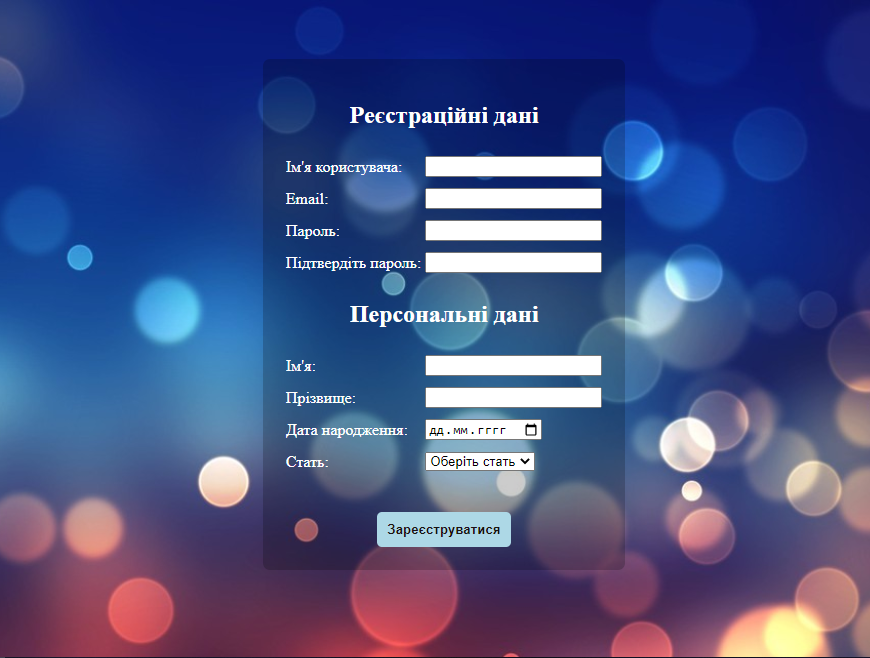 Реєстраційні дані
Ім'я користувача:
Email:
Пароль:
Підтвердіть пароль:
Персональні дані
Ім'я:
Прізвище:
Дата народження: дд.мм.гггг
Стать: Оберіть стать
Зареєструватися